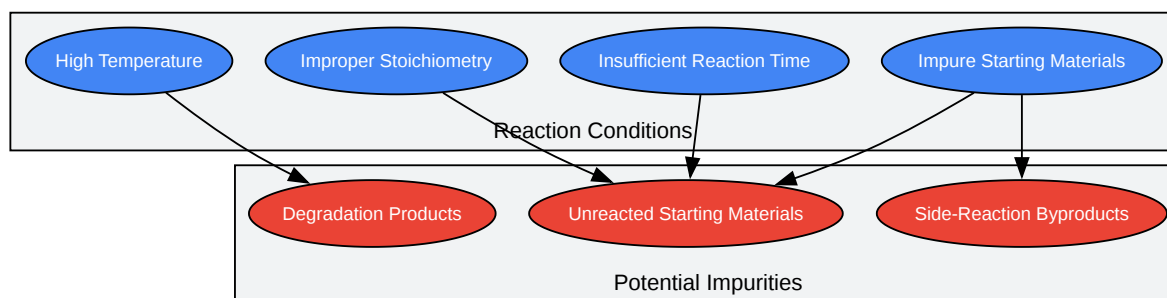 High Temperature
Improper Stoichiometry
Insufficient Reaction Time
Impure Starting Materials
Reaction Conditions
Degradation Products
Unreacted Starting Materials
Side-Reaction Byproducts
Potential Impurities